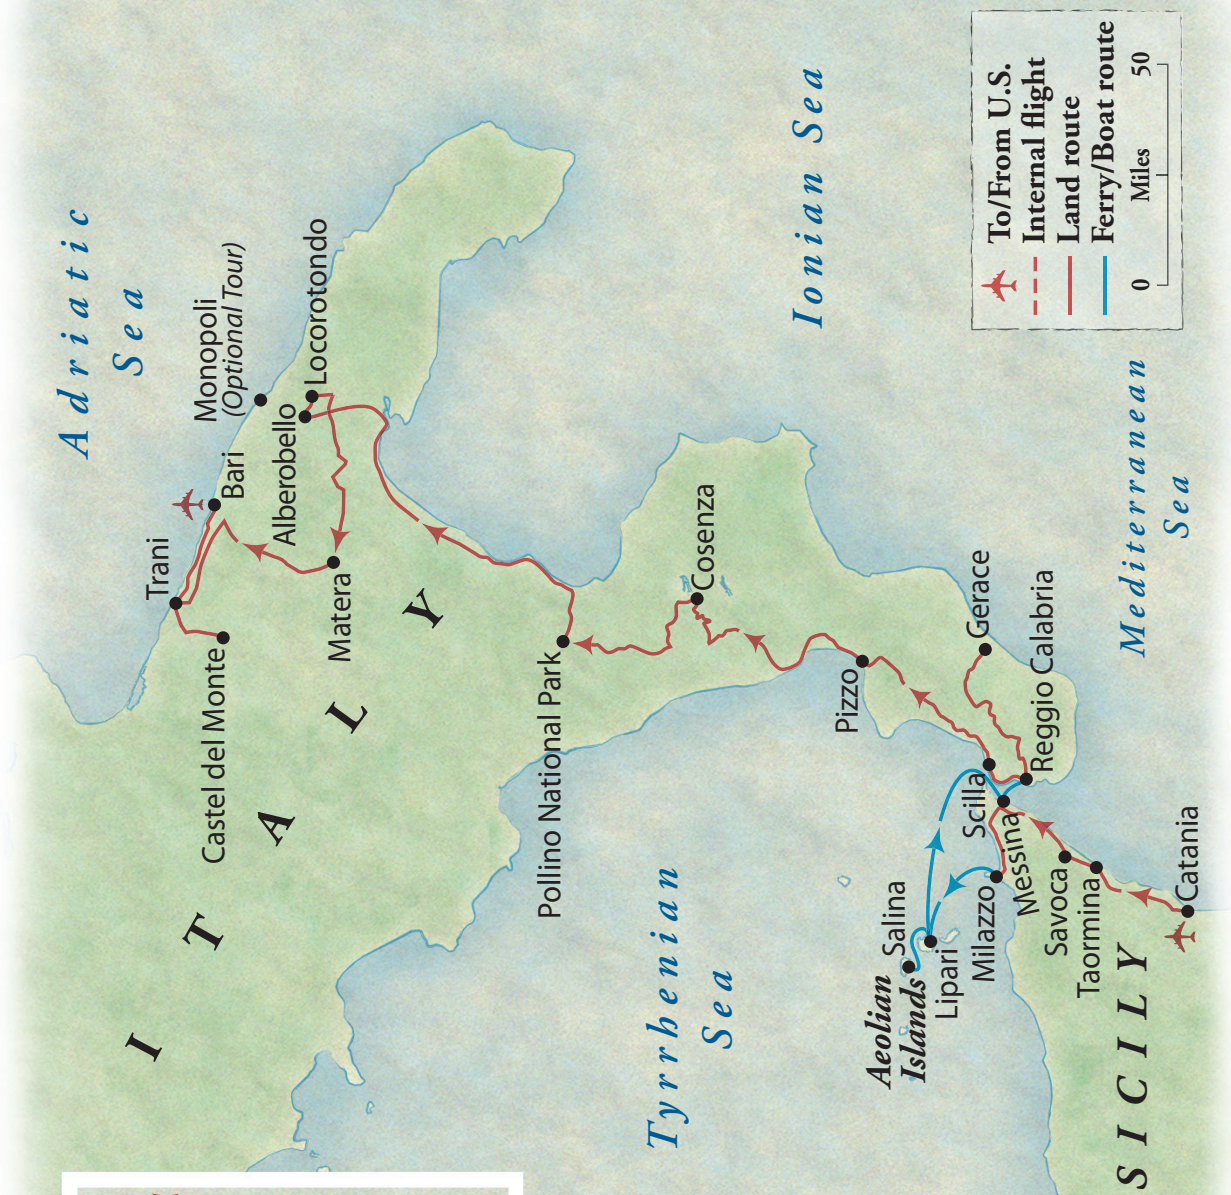 Adriatic
Sea
Monopoli
(Optional Tour)
Locorotondo
Bari
Alberobello
Trani
Matera
Castel del Monte
ITALY
Ionian Sea
Cosenza
Pollino National Park
Pizzo
Gerace
Reggio Calabria
Scilla
Messina
Milazzo
Salina
Lipari
Aeolian
Islands
Savoca
Taormina
Catania
SICILY
Tyrrhenian
Sea
Mediterranean
Sea
To/From U.S.
Internal flight
Land route
Ferry/Boat route
0 Miles 50